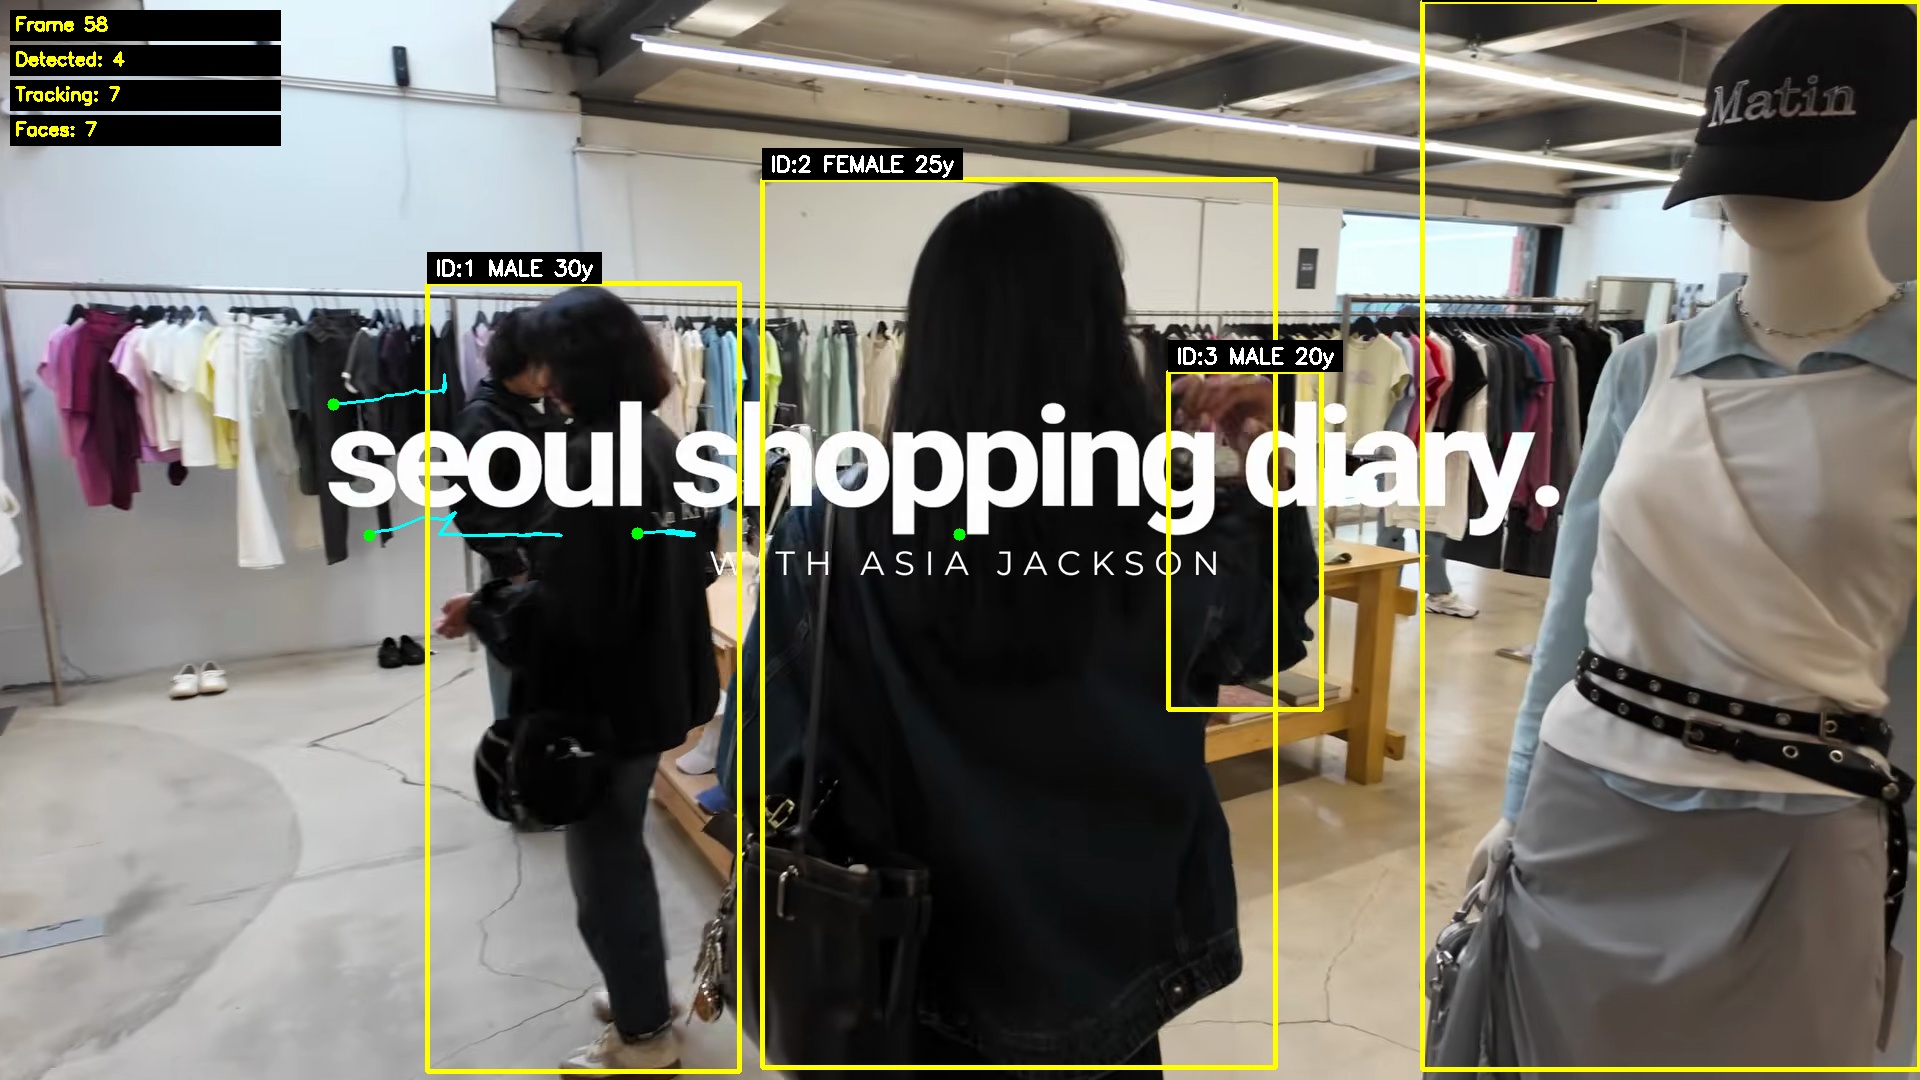 Frame 58
Detected: 4
Tracking: 7
Faces: 7
Matin
ID:2 FEMALE 25y
ID:1 MALE 30y
ID:3 MALE 20y
seoul shopping diary.
WITH ASIA JACKSON